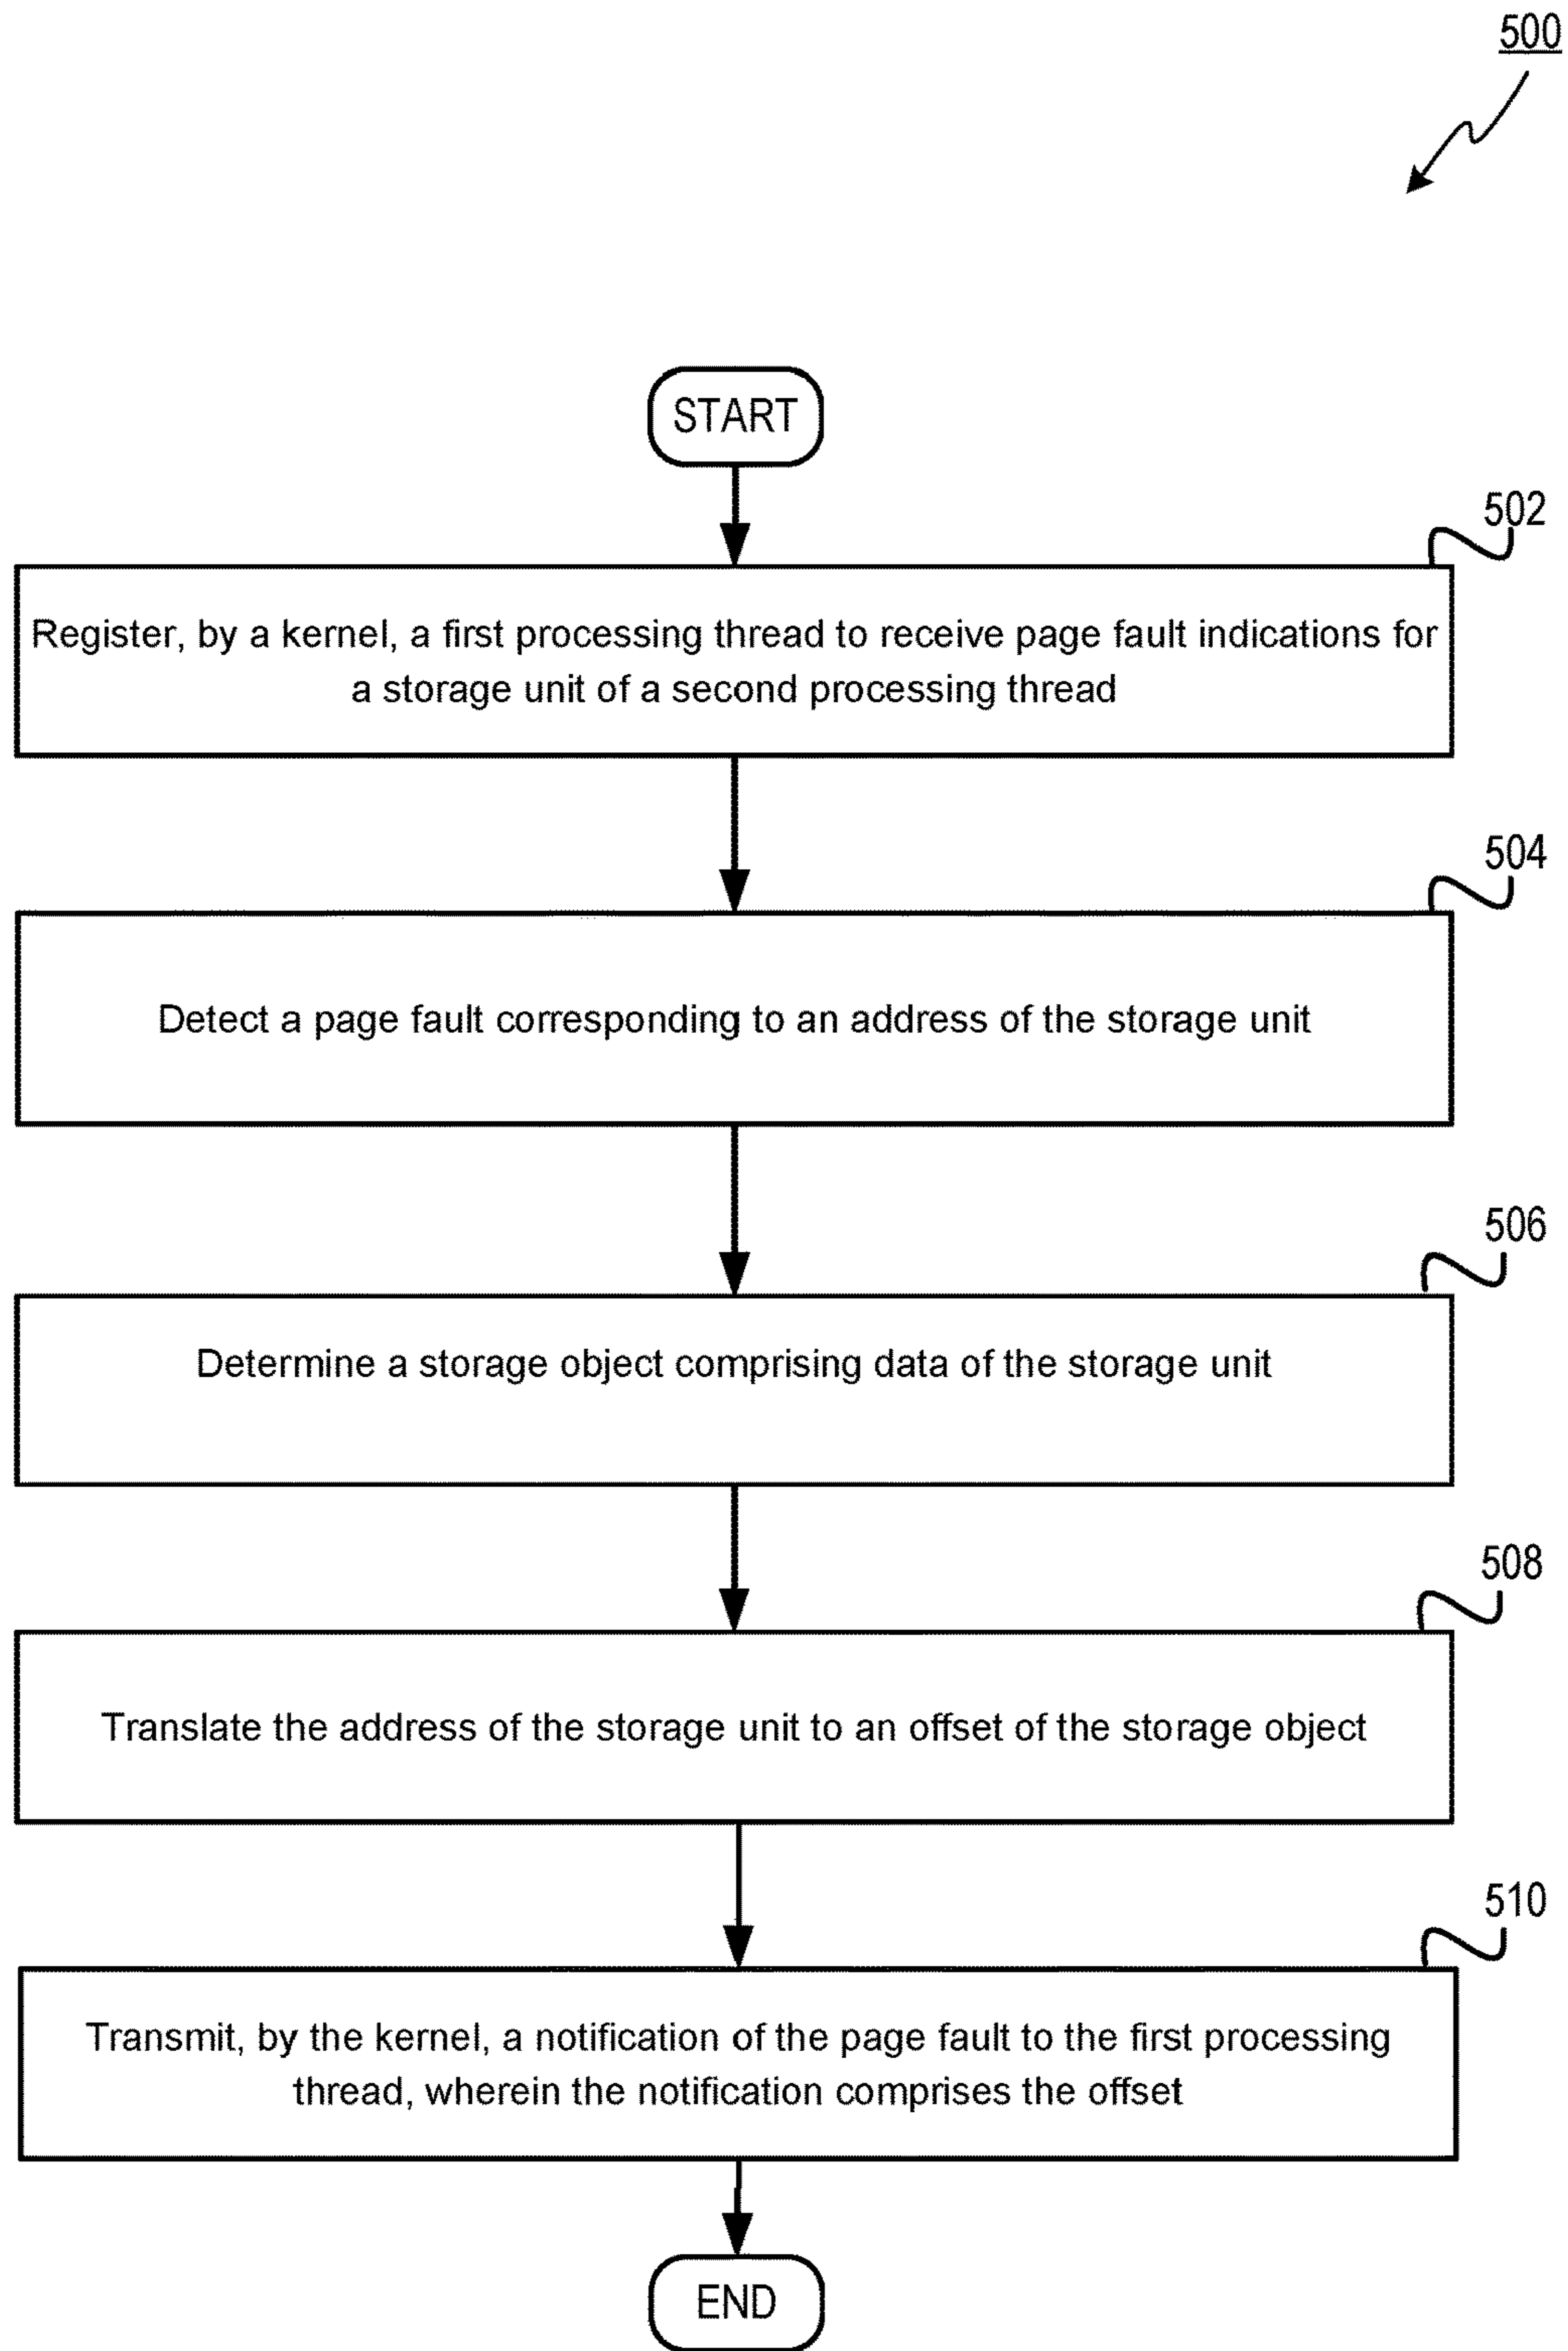 500
START
502
Register, by a kernel, a first processing thread to receive page fault indications for
a storage unit of a second processing thread
504
Detect a page fault corresponding to an address of the storage unit
506
Determine a storage object comprising data of the storage unit
508
Translate the address of the storage unit to an offset of the storage object
510
Transmit, by the kernel, a notification of the page fault to the first processing
thread, wherein the notification comprises the offset
END